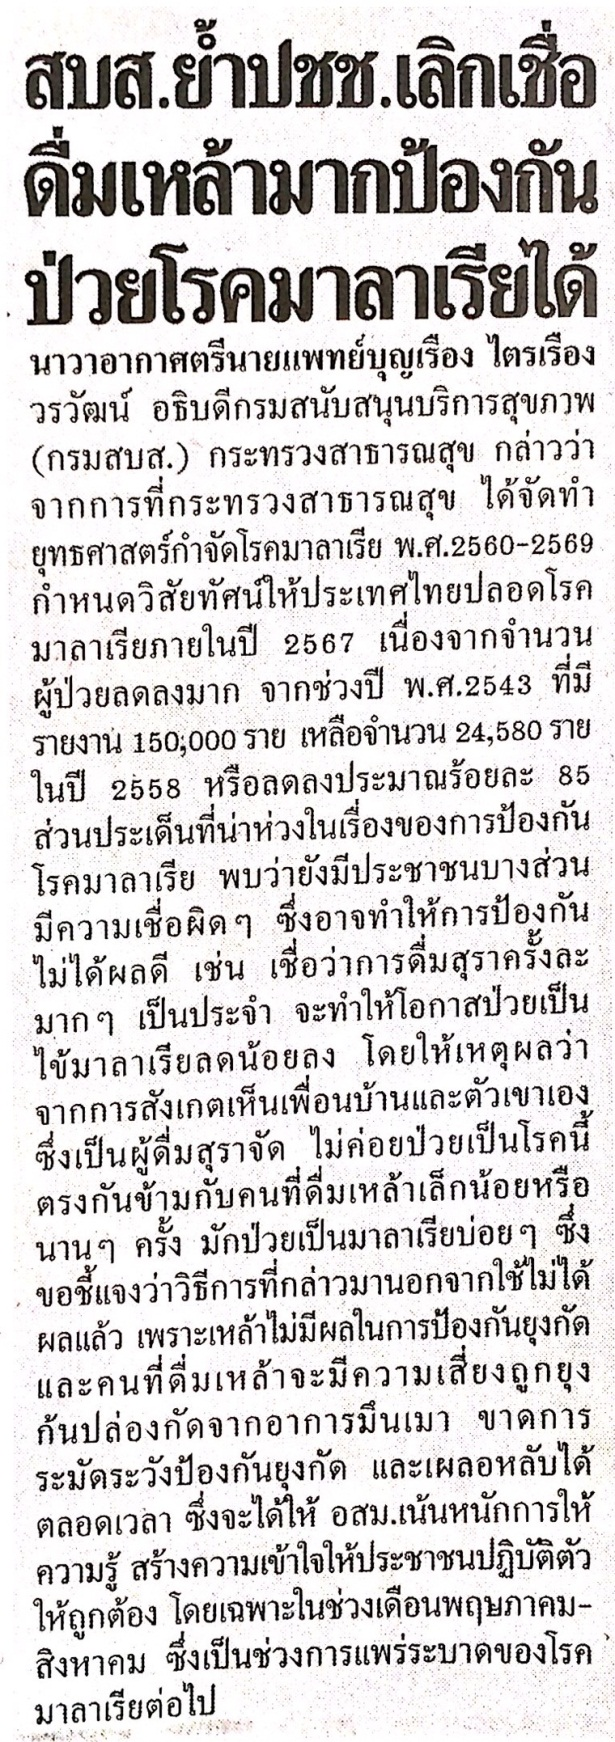 สบส.ย้ำปชช.เลิกเชื่อ
ดื่มเหล้ามากป้องกัน
ป่วยโรคมาลาเรียได้
นาวาอากาศตรีนายแพทย์บุญเรือง ไตรเรือง
วรวัฒน์ อธิบดีกรมสนับสนุนบริการสุขภาพ
(กรมสบส.) กระทรวงสาธารณสุข กล่าวว่า
จากการที่กระทรวงสาธารณสุข ได้จัดทำ
ยุทธศาสตร์กำจัดโรคมาลาเรีย พ.ศ.2560-2569
กำหนดวิสัยทัศน์ให้ประเทศไทยปลอดโรค
มาลาเรียภายในปี 2567 เนื่องจากจำนวน
ผู้ป่วยลดลงมาก จากช่วงปี พ.ศ.2543 ที่มี
รายงาน 150,000 ราย เหลือจำนวน 24,580 ราย
ในปี 2558 หรือลดลงประมาณร้อยละ 85
ส่วนประเด็นที่น่าห่วงในเรื่องของการป้องกัน
โรคมาลาเรีย พบว่ายังมีประชาชนบางส่วน
มีความเชื่อผิดๆ ซึ่งอาจทำให้การป้องกัน
ไม่ได้ผลดี เช่น เชื่อว่าการดื่มสุราครั้งละ
มากๆ เป็นประจำ จะทำให้โอกาสป่วยเป็น
ไข้มาลาเรียลดน้อยลง โดยให้เหตุผลว่า
จากการสังเกตเห็นเพื่อนบ้านและตัวเขาเอง
ซึ่งเป็นผู้ดื่มสุราจัด ไม่ค่อยป่วยเป็นโรคนี้
ตรงกันข้ามกับคนที่ดื่มเหล้าเล็กน้อยหรือ
นานๆ ครั้ง มักป่วยเป็นมาลาเรียบ่อยๆ ซึ่ง
ขอชี้แจงว่าวิธีการที่กล่าวมานอกจากใช้ไม่ได้
ผลแล้ว เพราะเหล้าไม่มีผลในการป้องกันยุงกัด
และคนที่ดื่มเหล้าจะมีความเสี่ยงถูกยุง
ก้นปล่องกัดจากอาการมึนเมา ขาดการ
ระมัดระวังป้องกันยุงกัด และเผลอหลับได้
ตลอดเวลา ซึ่งจะได้ให้ อสม.เน้นหนักการให้
ความรู้ สร้างความเข้าใจให้ประชาชนปฏิบัติตัว
ให้ถูกต้อง โดยเฉพาะในช่วงเดือนพฤษภาคม-
สิงหาคม ซึ่งเป็นช่วงการแพร่ระบาดของโรค
มาลาเรียต่อไป